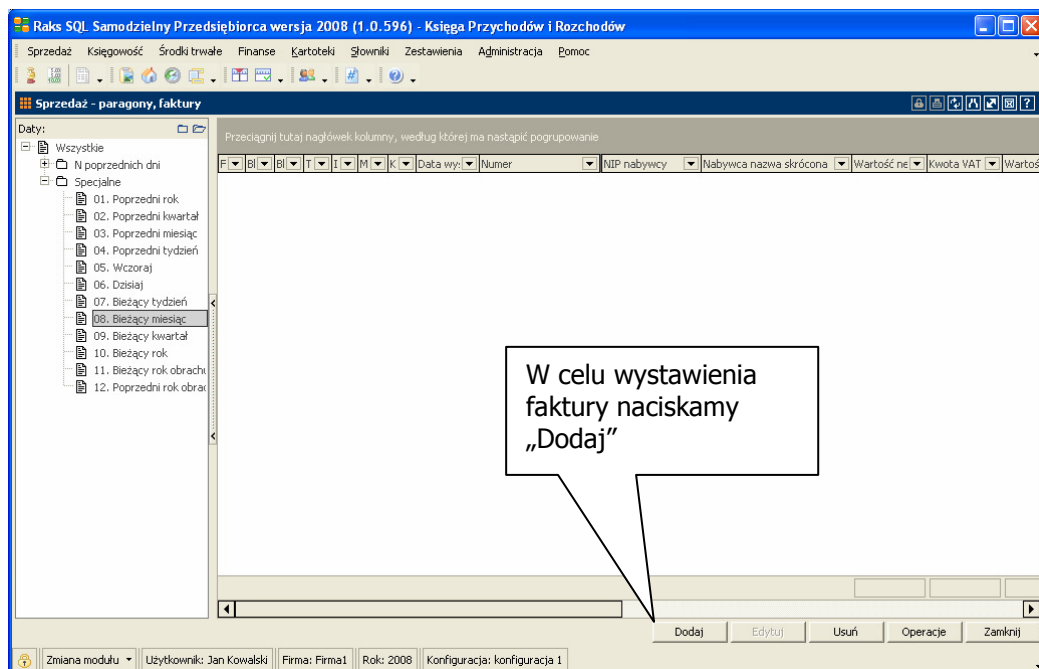 Raks SQL Samodzielny Przedsiębiorca wersja 2008 (1.0.596) - Księga Przychodów i Rozchodów
Sprzedaż Księgowość Środki trwałe Finanse Kartoteki Słowniki Zestawienia Administracja Pomoc
Sprzedaż - paragony, faktury
Daty:
Wszystkie
N poprzednich dni
Specjalne
01. Poprzedni rok
02. Poprzedni kwartał
03. Poprzedni miesiąc
04. Poprzedni tydzień
05. Wczoraj
06. Dzisiaj
07. Bieżący tydzień
08. Bieżący miesiąc
09. Bieżący kwartał
10. Bieżący rok
11. Bieżący rok obrachu
12. Poprzedni rok obrac
Przeciągnij tutaj nagłówek kolumny, według której ma nastąpić pogrupowanie
F Bl Bl T I M K Data wy: Numer NIP nabywcy Nabywca nazwa skrócona Wartość ne Kwota VAT Wartoś
W celu wystawienia
faktury naciskamy
„Dodaj”
Dodaj Edytuj Usuń Operacje Zamknij
Zmiana modułu Użytkownik: Jan Kowalski Firma: Firma1 Rok: 2008 Konfiguracja: konfiguracja 1